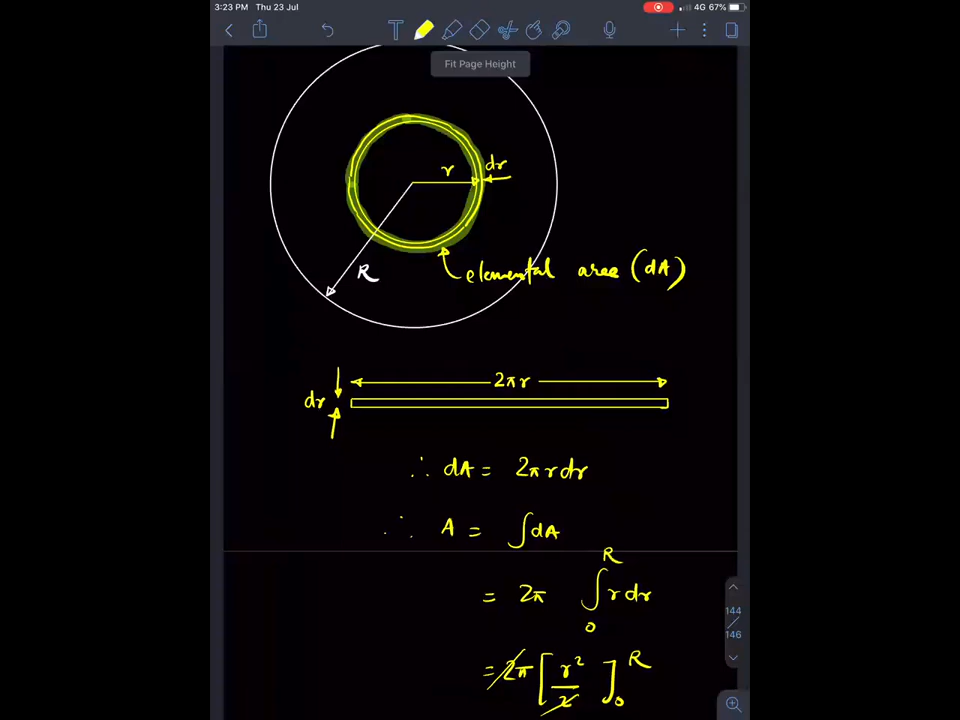 3:23 PM Thu 23 Jul 4G 67%
T
Fit Page Height
r dr
R
elemental area (dA)
2πr
dr
∴ dA = 2πrdr
∴ A = ∫dA
= 2π ∫₀ᴿ rdr
= 2π [r²/2]₀ᴿ
144
/
146